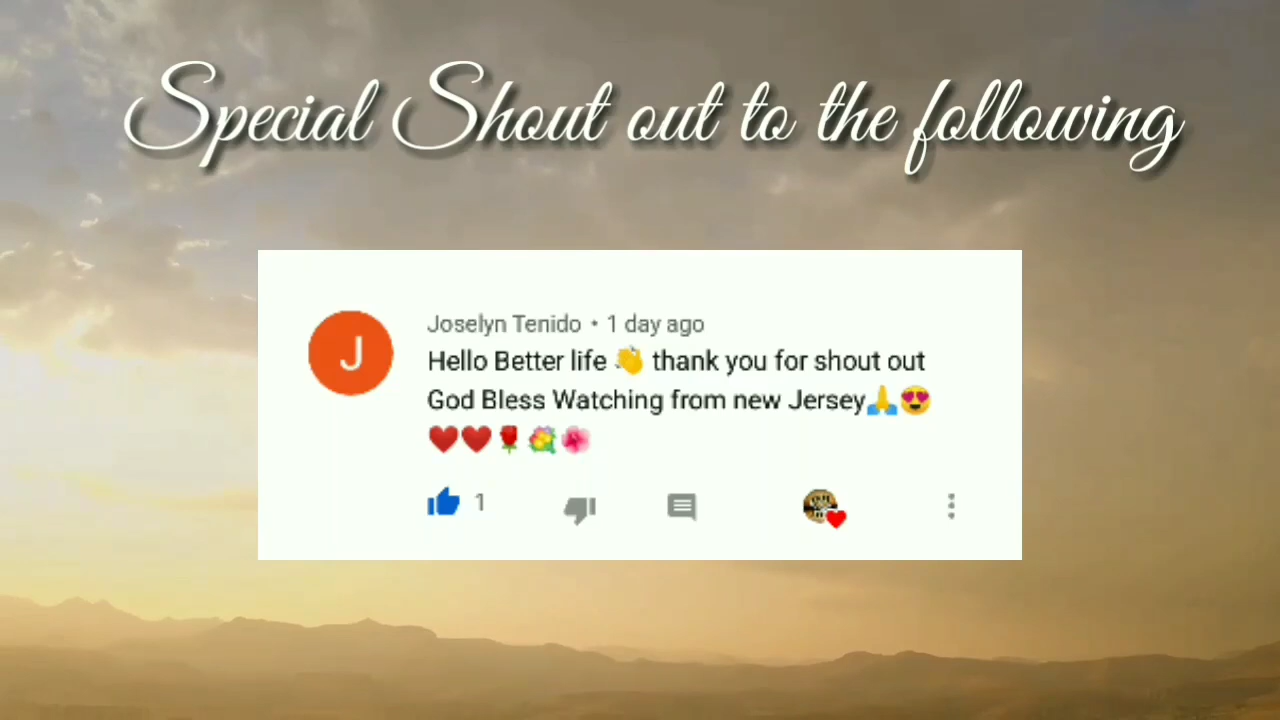 Special Shout out to the following
J
Joselyn Tenido • 1 day ago
Hello Better life 👏 thank you for shout out
God Bless Watching from new Jersey🙏😍
❤️❤️🌹💐🌺
1